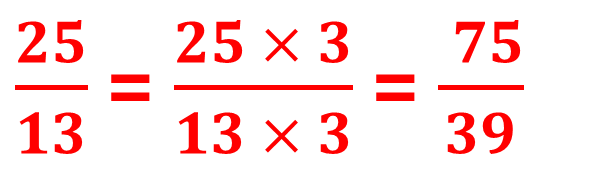 25/13 = 25 × 3/13 × 3 = 75/39